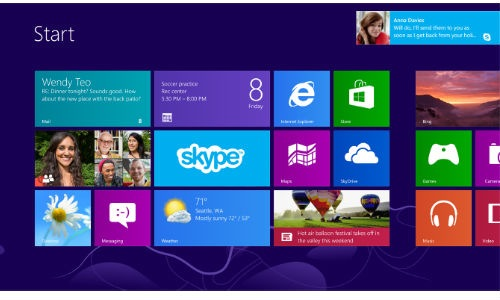 Start
Anna Davies
Will do, I'll send them to you as
soon as I get back from your holi...
Wendy Teo
RE: Dinner tonight? Sounds good. How
about the new place with the back patio?
Mail
8
Soccer practice
Rec center
5:30 PM – 8:00 PM
8
Friday
Internet Explorer
Store
Bing
skype
Maps
SkyDrive
Games
Camera
Desktop
Messaging
71°
Seattle, WA
Mostly sunny 72° / 53°
Weather
Hot air balloon festival takes off in
the valley this weekend
Music
Video